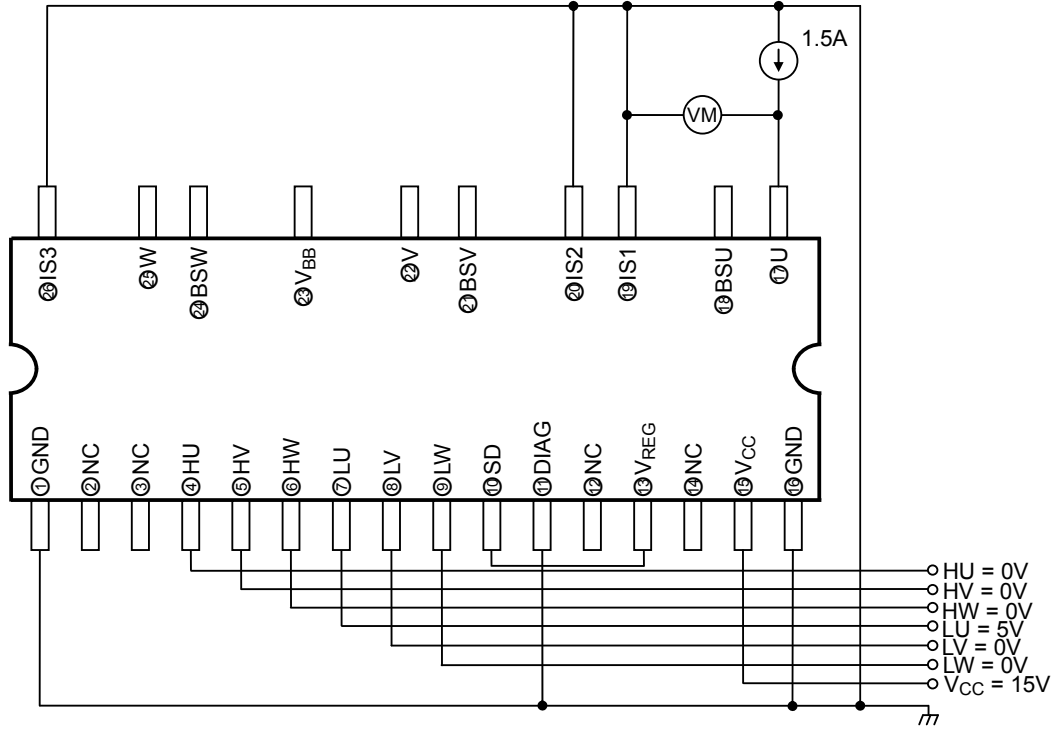 1.5A
VM
㉖IS3
㉕W
㉔BSW
㉓VBB
㉒V
㉑BSV
⑳IS2
⑲IS1
⑱BSU
⑰U
①GND
②NC
③NC
④HU
⑤HV
⑥HW
⑦LU
⑧LV
⑨LW
⑩SD
⑪DIAG
⑫NC
⑬VREG
⑭NC
⑮VCC
⑯GND
HU = 0V
HV = 0V
HW = 0V
LU = 5V
LV = 0V
LW = 0V
VCC = 15V